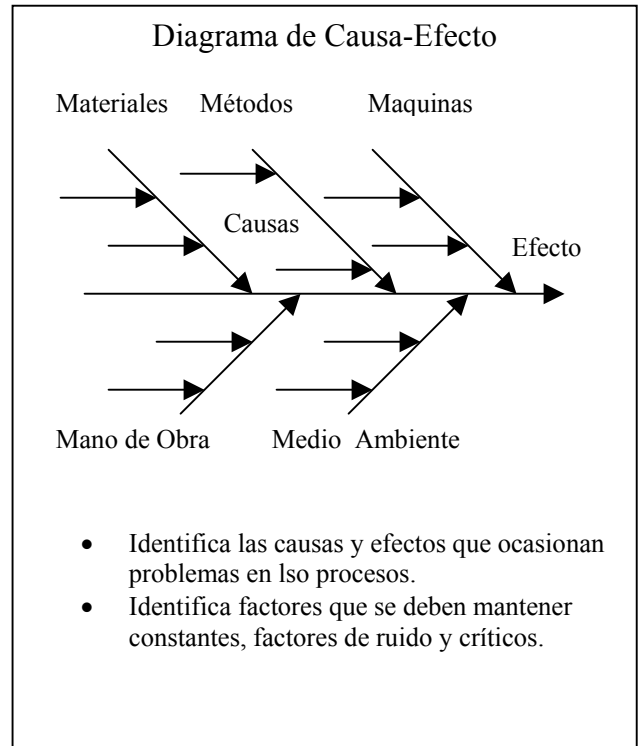 Diagrama de Causa-Efecto
Materiales Métodos Maquinas
Causas
Efecto
Mano de Obra Medio Ambiente
• Identifica las causas y efectos que ocasionan
problemas en lso procesos.
• Identifica factores que se deben mantener
constantes, factores de ruido y críticos.